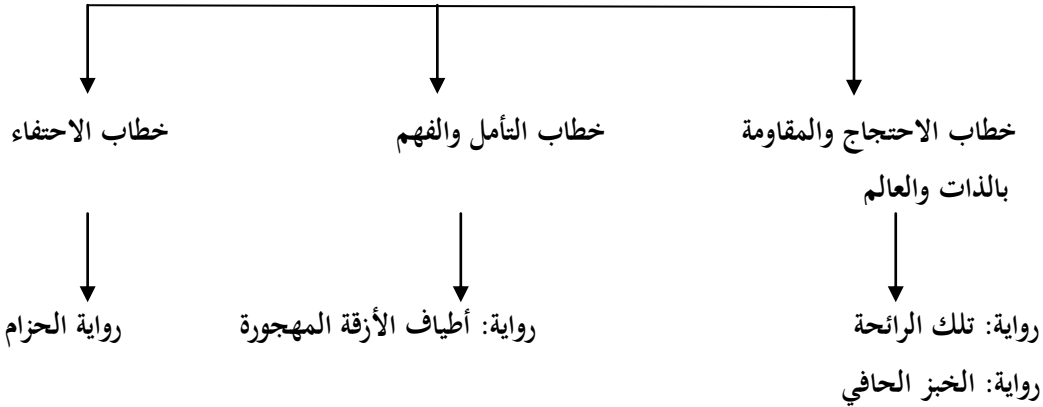 خطاب الاحتجاج والمقاومة خطاب التأمل والفهم خطاب الاحتفاء
بالذات والعالم
رواية: تلك الرائحة رواية: أطياف الأزقة المهجورة رواية الحزام
رواية: الخبز الحافي